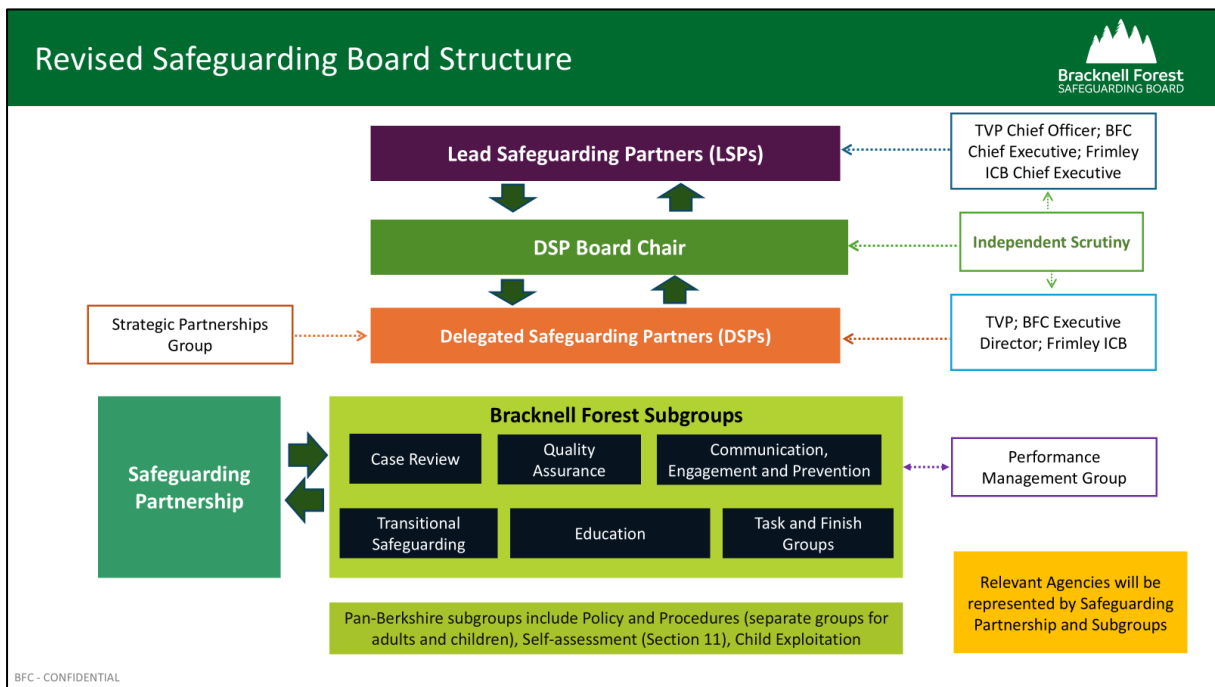 Revised Safeguarding Board Structure
Bracknell Forest
SAFEGUARDING BOARD
Lead Safeguarding Partners (LSPs)
TVP Chief Officer; BFC
Chief Executive; Frimley
ICB Chief Executive
DSP Board Chair
Independent Scrutiny
Strategic Partnerships
Group
Delegated Safeguarding Partners (DSPs)
TVP; BFC Executive
Director; Frimley ICB
Safeguarding
Partnership
Bracknell Forest Subgroups
Case Review
Quality
Assurance
Communication,
Engagement and Prevention
Transitional
Safeguarding
Education
Task and Finish
Groups
Performance
Management Group
Pan-Berkshire subgroups include Policy and Procedures (separate groups for
adults and children), Self-assessment (Section 11), Child Exploitation
Relevant Agencies will be
represented by Safeguarding
Partnership and Subgroups
BFC - CONFIDENTIAL